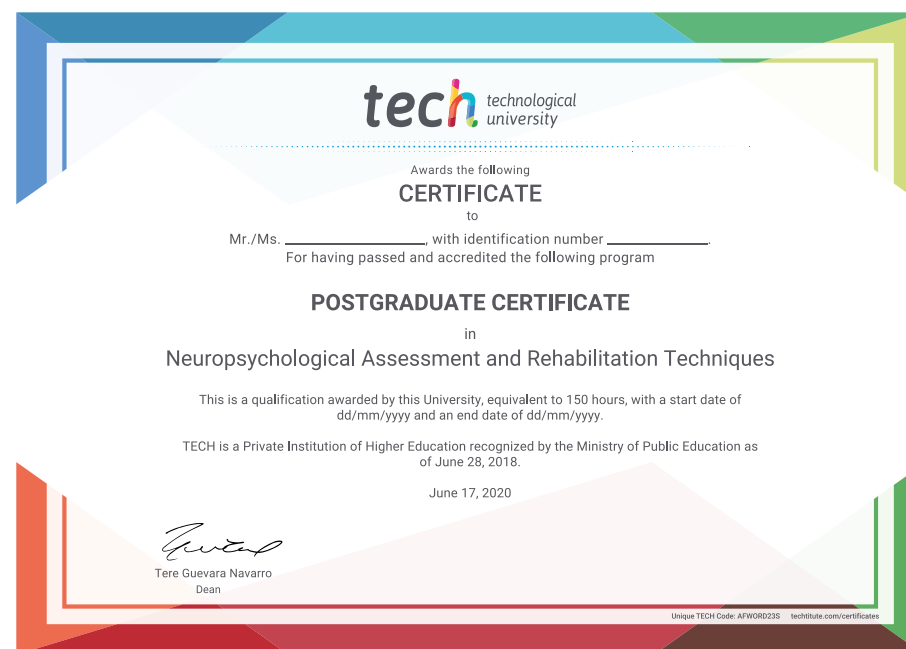 tech technological
university
Awards the following
CERTIFICATE
to
Mr./Ms. ____________________, with identification number ______________.
For having passed and accredited the following program
POSTGRADUATE CERTIFICATE
in
Neuropsychological Assessment and Rehabilitation Techniques
This is a qualification awarded by this University, equivalent to 150 hours, with a start date of
dd/mm/yyyy and an end date of dd/mm/yyyy.
TECH is a Private Institution of Higher Education recognized by the Ministry of Public Education as
of June 28, 2018.
June 17, 2020
Tere Guevara Navarro
Dean
Unique TECH Code: AFWORD23S techtitute.com/certificates